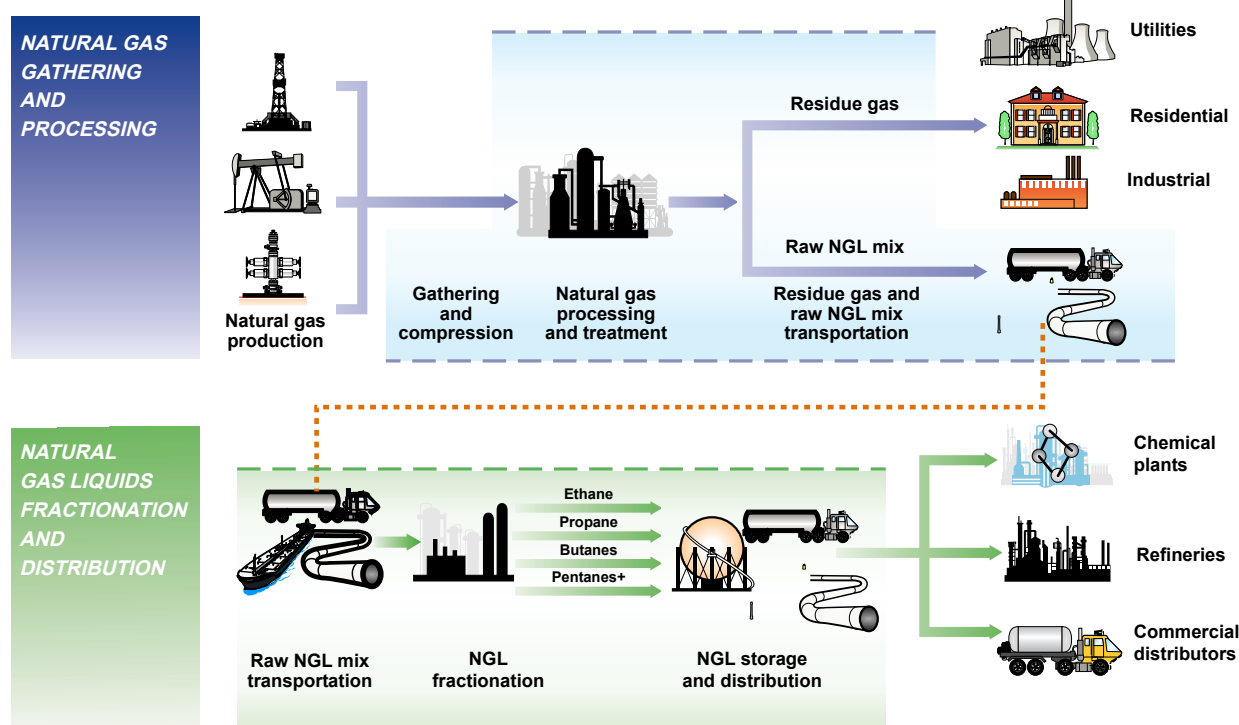 NATURAL GAS
GATHERING
AND
PROCESSING
Natural gas
production
Gathering
and
compression
Natural gas
processing
and treatment
Residue gas
Raw NGL mix
Residue gas and
raw NGL mix
transportation
Utilities
Residential
Industrial
NATURAL
GAS LIQUIDS
FRACTIONATION
AND
DISTRIBUTION
Raw NGL mix
transportation
NGL
fractionation
Ethane
Propane
Butanes
Pentanes+
NGL storage
and distribution
Chemical
plants
Refineries
Commercial
distributors